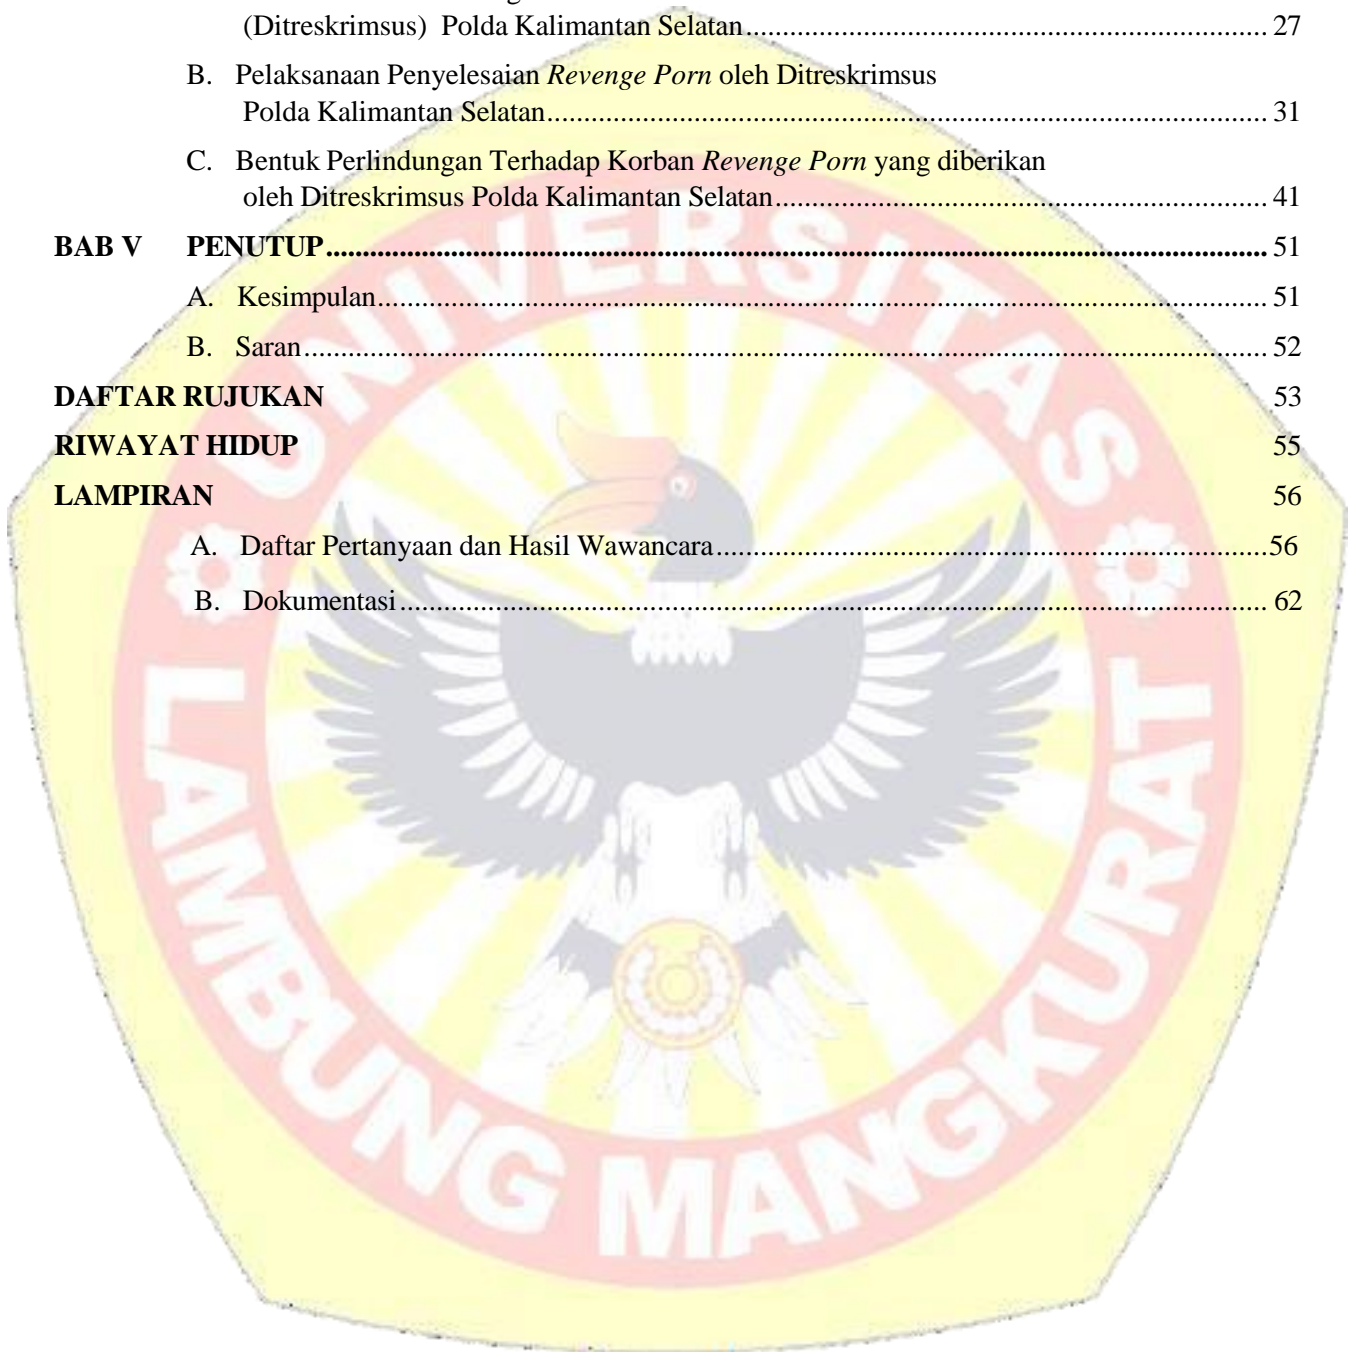 (Ditreskrimsus) Polda Kalimantan Selatan........................................................................ 27
B. Pelaksanaan Penyelesaian Revenge Porn oleh Ditreskrimsus
Polda Kalimantan Selatan.................................................................................................... 31
C. Bentuk Perlindungan Terhadap Korban Revenge Porn yang diberikan
oleh Ditreskrimsus Polda Kalimantan Selatan.................................................................... 41
BAB V PENUTUP.................................................................................................................... 51
A. Kesimpulan........................................................................................................................ 51
B. Saran.................................................................................................................................. 52
DAFTAR RUJUKAN 53
RIWAYAT HIDUP 55
LAMPIRAN 56
A. Daftar Pertanyaan dan Hasil Wawancara............................................................................56
B. Dokumentasi....................................................................................................................... 62
UNIVERSITAS
LAMBUNG MANGKURAT